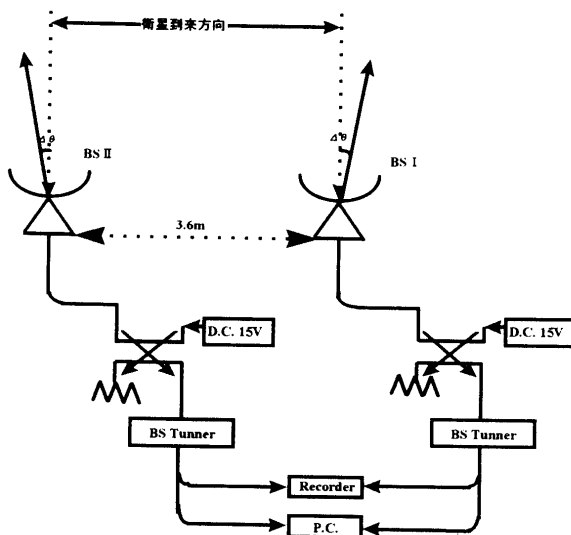 衛星到来方向
Δθ
Δθ
BS II
BS I
3.6m
D.C. 15V
D.C. 15V
BS Tunner
BS Tunner
Recorder
P.C.